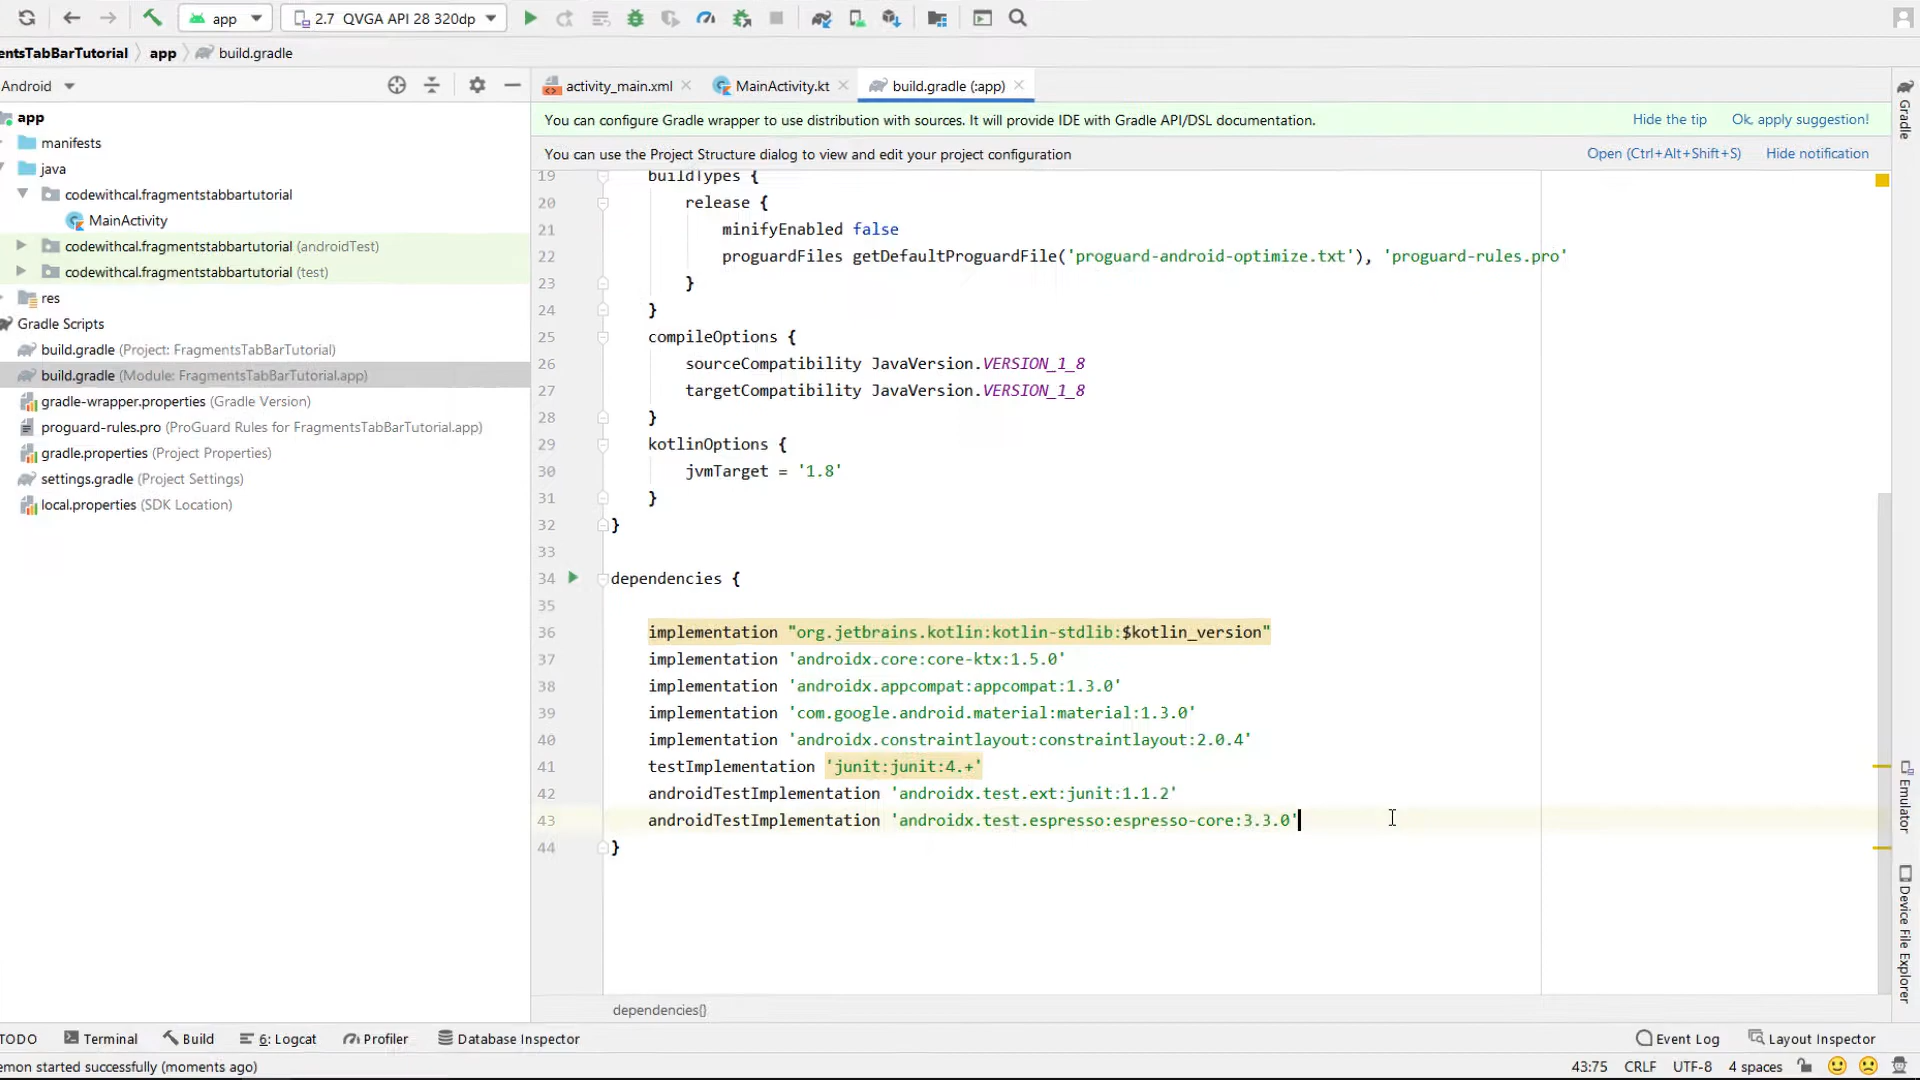 app
2.7 QVGA API 28 320dp
entsTabBarTutorial app build.gradle
Android
activity_main.xml MainActivity.kt build.gradle (:app)
You can configure Gradle wrapper to use distribution with sources. It will provide IDE with Gradle API/DSL documentation. Hide the tip Ok, apply suggestion!
You can use the Project Structure dialog to view and edit your project configuration Open (Ctrl+Alt+Shift+S) Hide notification
app
manifests
java
codewithcal.fragmentstabbartutorial
MainActivity
codewithcal.fragmentstabbartutorial (androidTest)
codewithcal.fragmentstabbartutorial (test)
res
Gradle Scripts
build.gradle (Project: FragmentsTabBarTutorial)
build.gradle (Module: FragmentsTabBarTutorial.app)
gradle-wrapper.properties (Gradle Version)
proguard-rules.pro (ProGuard Rules for FragmentsTabBarTutorial.app)
gradle.properties (Project Properties)
settings.gradle (Project Settings)
local.properties (SDK Location)
19 buildTypes {
20 release {
21 minifyEnabled false
22 proguardFiles getDefaultProguardFile('proguard-android-optimize.txt'), 'proguard-rules.pro'
23 }
24 }
25 compileOptions {
26 sourceCompatibility JavaVersion.VERSION_1_8
27 targetCompatibility JavaVersion.VERSION_1_8
28 }
29 kotlinOptions {
30 jvmTarget = '1.8'
31 }
32 }
33
34 dependencies {
35
36 implementation "org.jetbrains.kotlin:kotlin-stdlib:$kotlin_version"
37 implementation 'androidx.core:core-ktx:1.5.0'
38 implementation 'androidx.appcompat:appcompat:1.3.0'
39 implementation 'com.google.android.material:material:1.3.0'
40 implementation 'androidx.constraintlayout:constraintlayout:2.0.4'
41 testImplementation 'junit:junit:4.+'
42 androidTestImplementation 'androidx.test.ext:junit:1.1.2'
43 androidTestImplementation 'androidx.test.espresso:espresso-core:3.3.0'
44 }
dependencies{}
Gradle
Emulator
Device File Explorer
TODO Terminal Build 6: Logcat Profiler Database Inspector Event Log Layout Inspector
emon started successfully (moments ago) 43:75 CRLF UTF-8 4 spaces